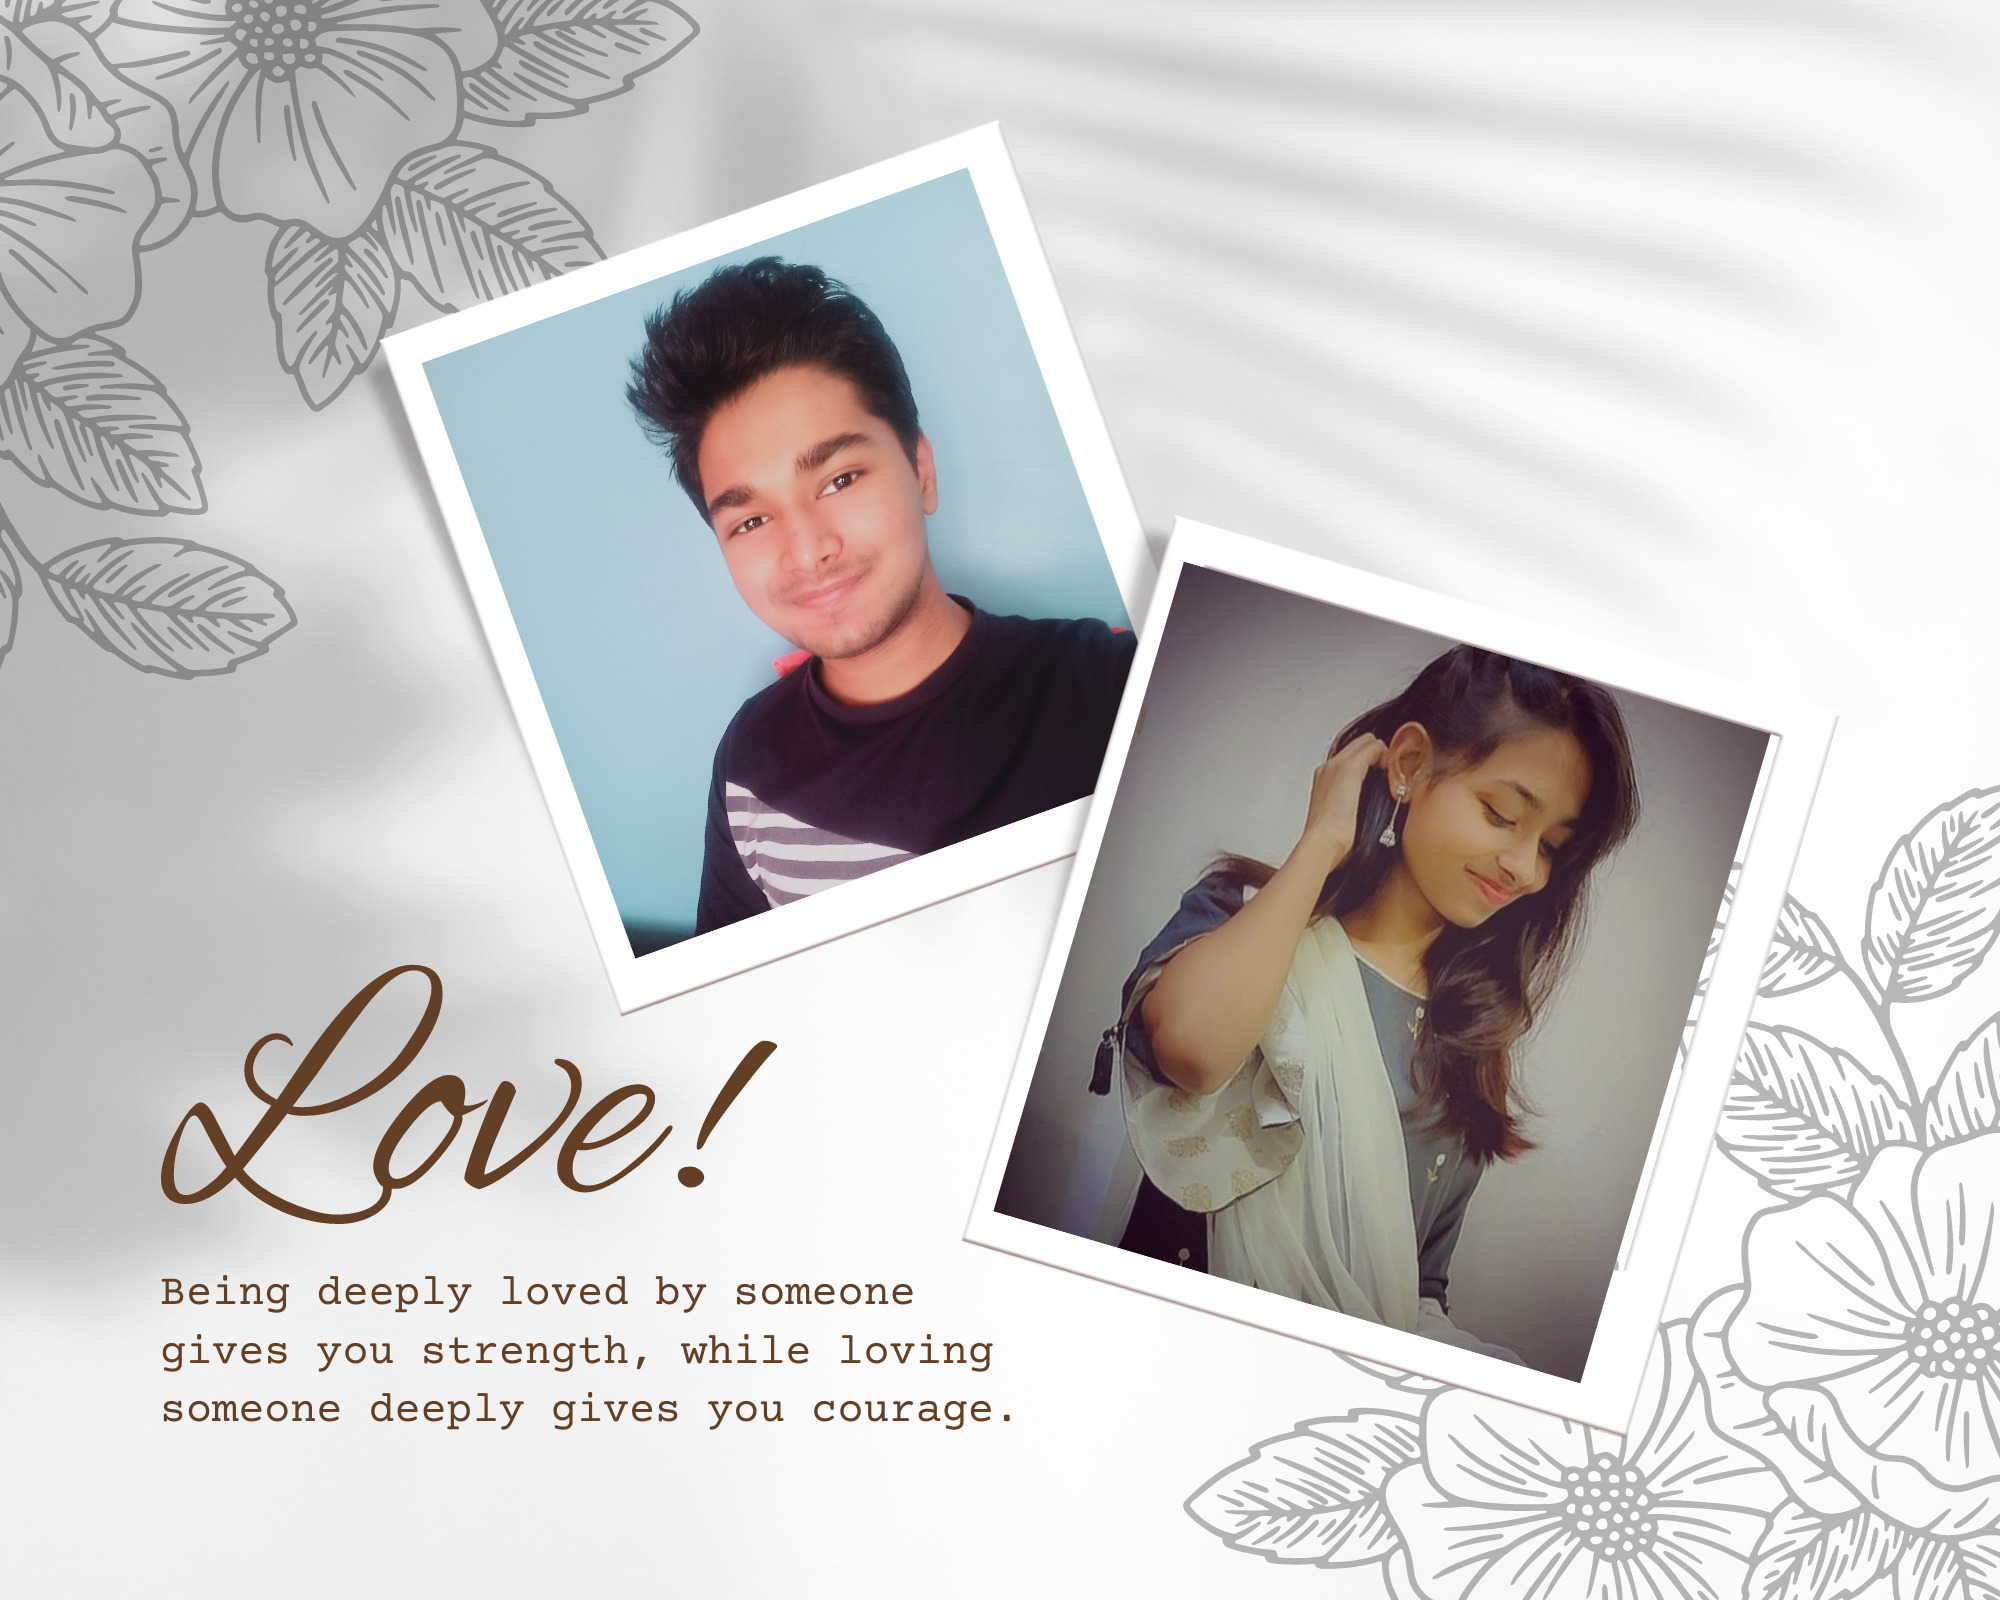 Love!
Being deeply loved by someone
gives you strength, while loving
someone deeply gives you courage.